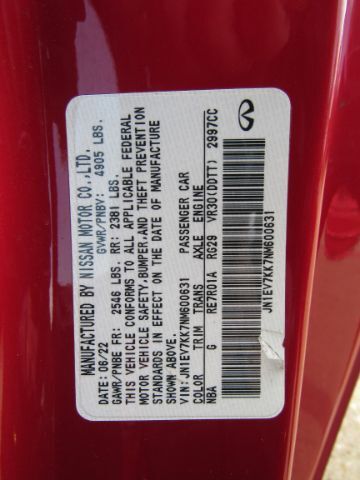 MANUFACTURED BY NISSAN MOTOR CO.,LTD.
DATE: 06/22 GVWR/PNBV: 4905 LBS.
GAWR/PNBE FR: 2546 LBS. RR: 2381 LBS.
THIS VEHICLE CONFORMS TO ALL APPLICABLE FEDERAL
MOTOR VEHICLE SAFETY,BUMPER,AND THEFT PREVENTION
STANDARDS IN EFFECT ON THE DATE OF MANUFACTURE
SHOWN ABOVE.
VIN:JN1EV7KK7NM600631 PASSENGER CAR
COLOR TRIM TRANS AXLE ENGINE
NBA G RE7R01A RG29 VR30(DDTT) 2997CC
JN1EV7KK7NM600631